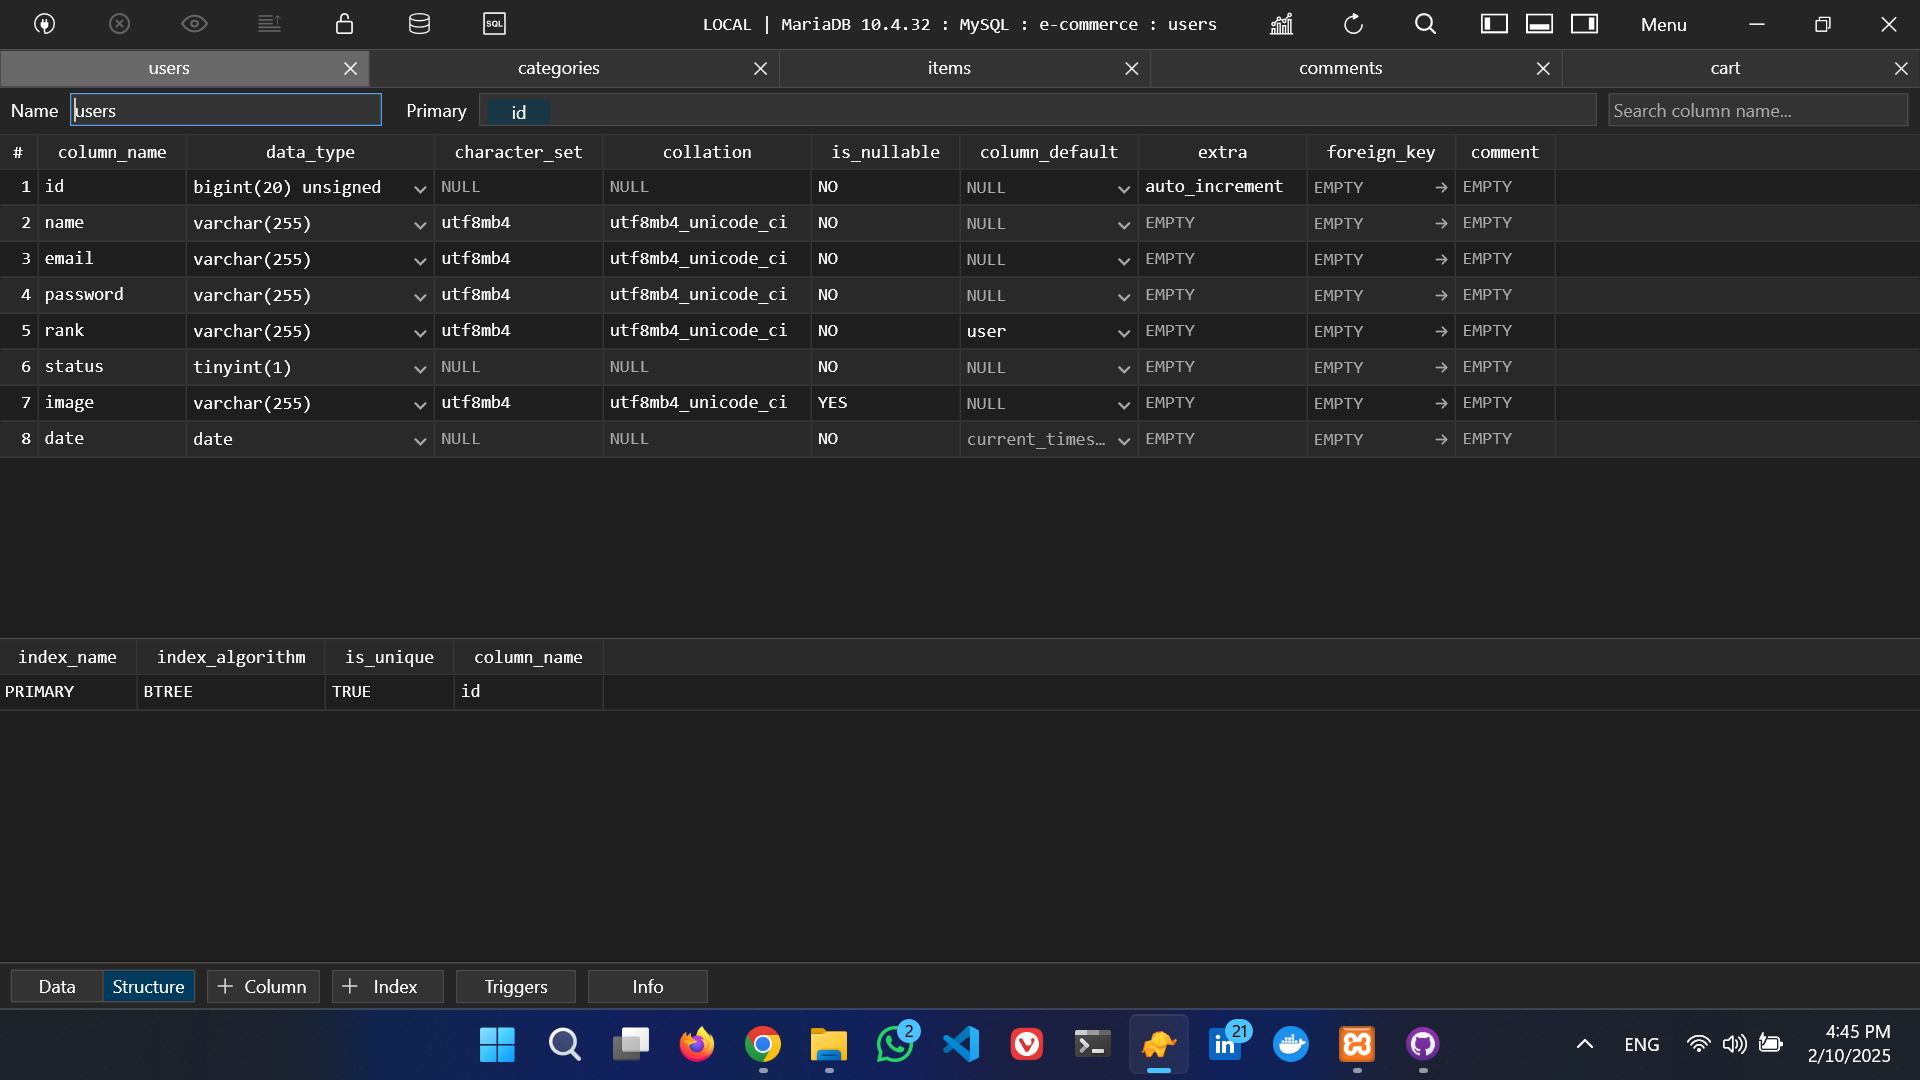 SQL LOCAL | MariaDB 10.4.32 : MySQL : e-commerce : users Menu
users categories items comments cart
Name users Primary id Search column name...
# column_name data_type character_set collation is_nullable column_default extra foreign_key comment
1 id bigint(20) unsigned NULL NULL NO NULL auto_increment EMPTY EMPTY
2 name varchar(255) utf8mb4 utf8mb4_unicode_ci NO NULL EMPTY EMPTY EMPTY
3 email varchar(255) utf8mb4 utf8mb4_unicode_ci NO NULL EMPTY EMPTY EMPTY
4 password varchar(255) utf8mb4 utf8mb4_unicode_ci NO NULL EMPTY EMPTY EMPTY
5 rank varchar(255) utf8mb4 utf8mb4_unicode_ci NO user EMPTY EMPTY EMPTY
6 status tinyint(1) NULL NULL NO NULL EMPTY EMPTY EMPTY
7 image varchar(255) utf8mb4 utf8mb4_unicode_ci YES NULL EMPTY EMPTY EMPTY
8 date date NULL NULL NO current_times... EMPTY EMPTY EMPTY
index_name index_algorithm is_unique column_name
PRIMARY BTREE TRUE id
Data Structure + Column + Index Triggers Info
2 21 in ENG 4:45 PM
2/10/2025